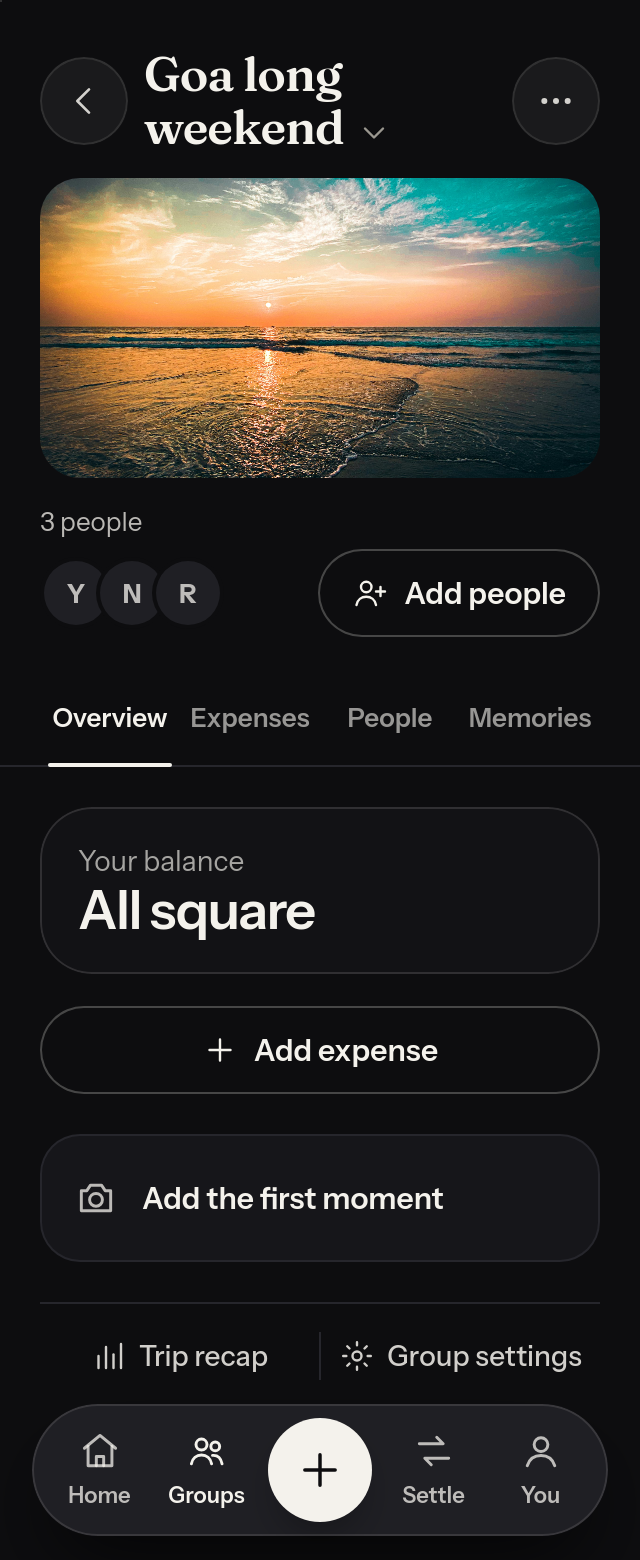 Goa long
weekend
3 people
Y N R
Add people
Overview Expenses People Memories
Your balance
All square
Add expense
Add the first moment
Trip recap Group settings
Home Groups Settle You